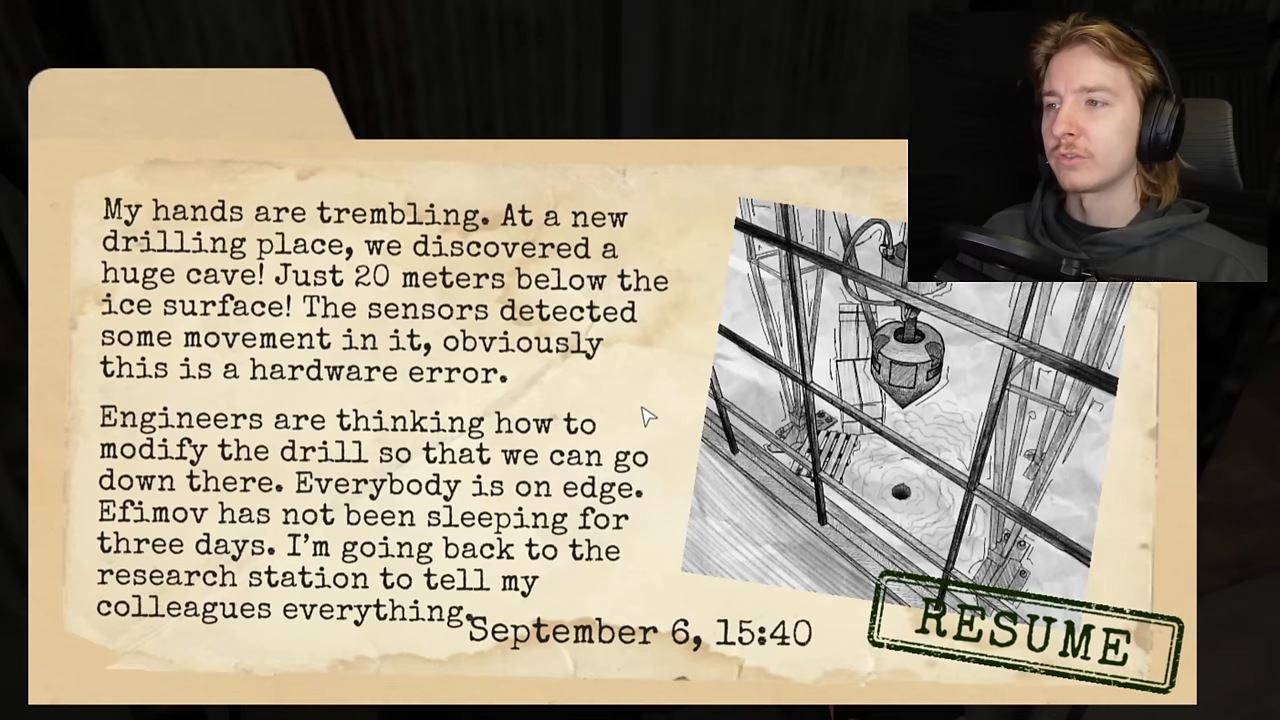 My hands are trembling. At a new
drilling place, we discovered a
huge cave! Just 20 meters below the
ice surface! The sensors detected
some movement in it, obviously
this is a hardware error.
Engineers are thinking how to
modify the drill so that we can go
down there. Everybody is on edge.
Efimov has not been sleeping for
three days. I'm going back to the
research station to tell my
colleagues everything.
September 6, 15:40
RESUME